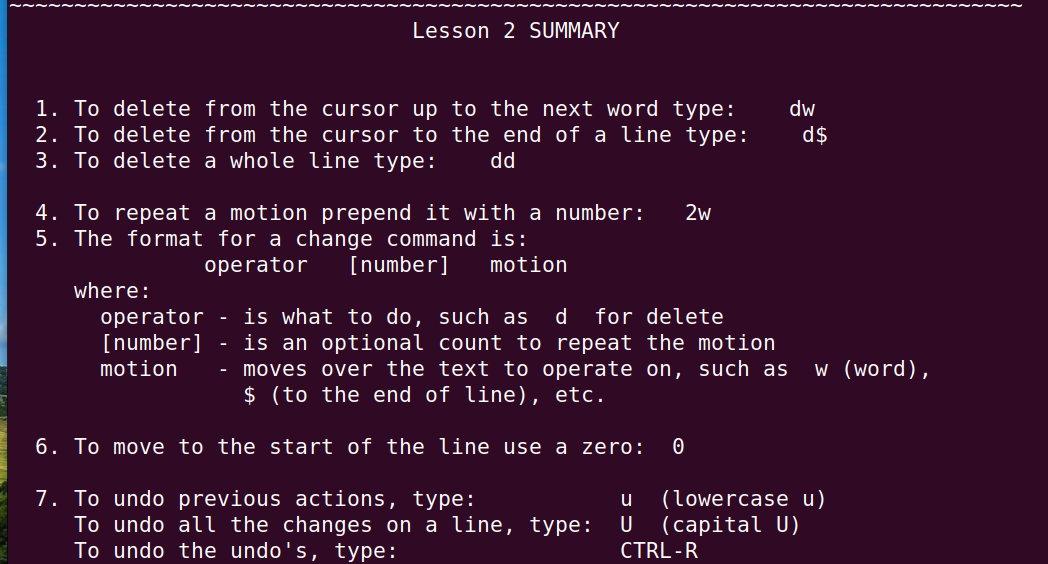 ~~~~~~~~~~~~~~~~~~~~~~~~~~~~~~~~~~~~~~~~~~~~~~~~~~~~~~~~~~~~~~~~~~~~~~~~~~~~~~
Lesson 2 SUMMARY
1. To delete from the cursor up to the next word type:    dw
2. To delete from the cursor to the end of a line type:    d$
3. To delete a whole line type:    dd
4. To repeat a motion prepend it with a number:   2w
5. The format for a change command is:
operator   [number]   motion
where:
operator - is what to do, such as  d  for delete
[number] - is an optional count to repeat the motion
motion   - moves over the text to operate on, such as  w (word),
$ (to the end of line), etc.
6. To move to the start of the line use a zero:  0
7. To undo previous actions, type:           u  (lowercase u)
To undo all the changes on a line, type:  U  (capital U)
To undo the undo's, type:                 CTRL-R